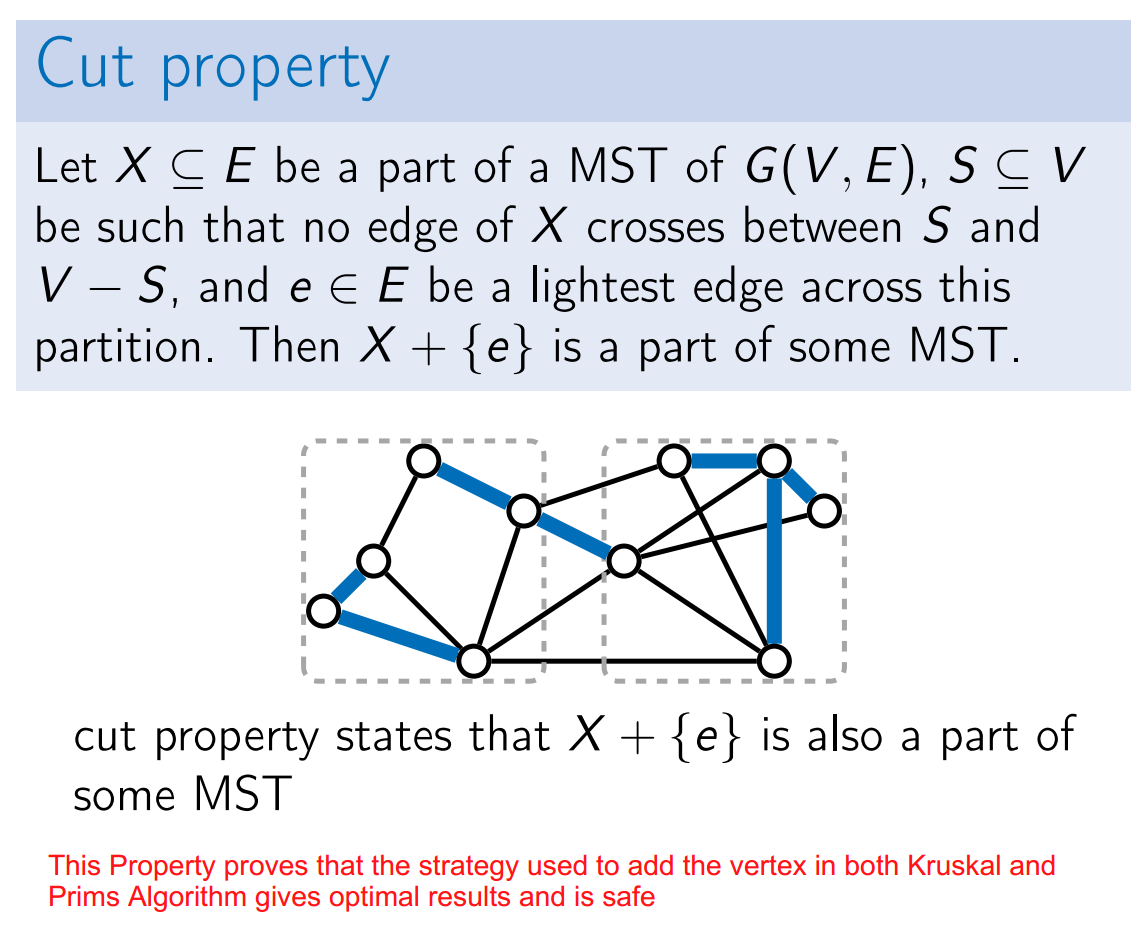 Cut property
Let X ⊆ E be a part of a MST of G(V, E), S ⊆ V
be such that no edge of X crosses between S and
V − S, and e ∈ E be a lightest edge across this
partition. Then X + {e} is a part of some MST.
cut property states that X + {e} is also a part of
some MST
This Property proves that the strategy used to add the vertex in both Kruskal and
Prims Algorithm gives optimal results and is safe